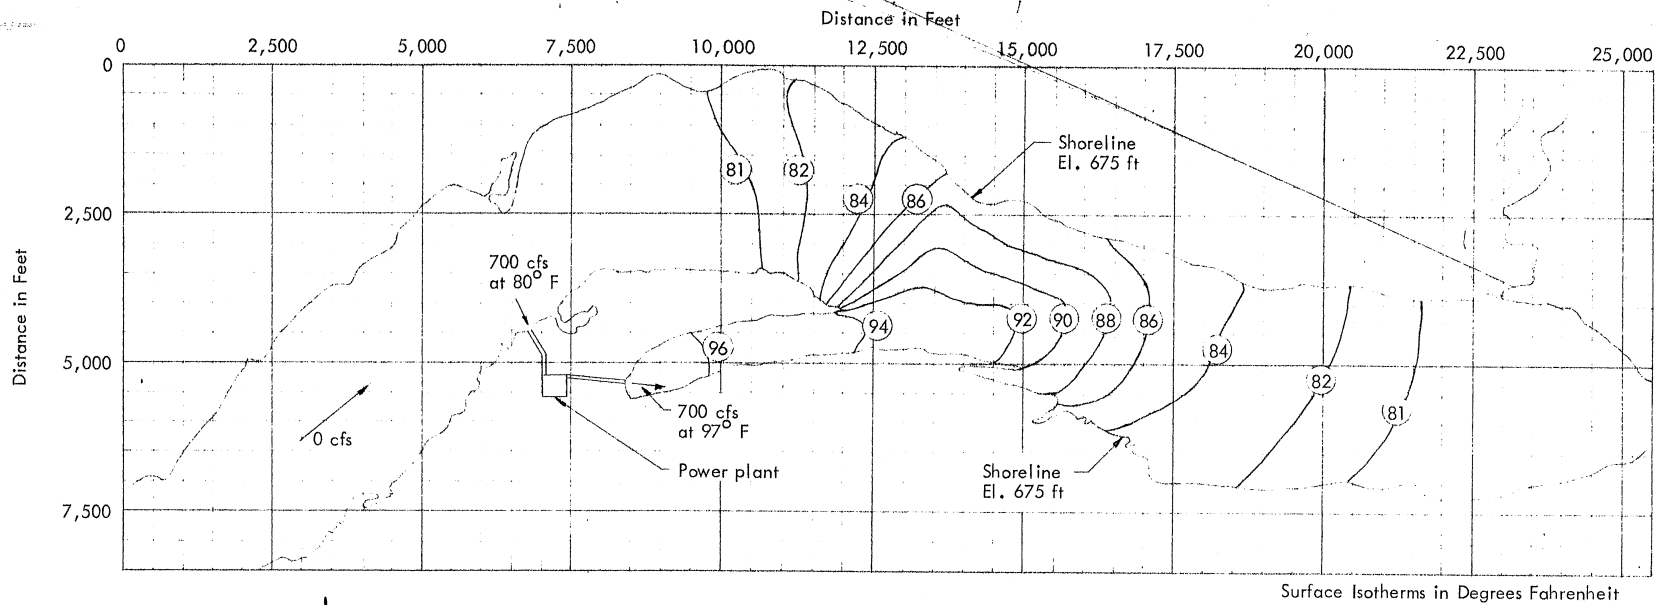 Distance in Feet
0 2,500 5,000 7,500 10,000 12,500 15,000 17,500 20,000 22,500 25,000
0
Shoreline
El. 675 ft
81 82
84 86
2,500
Distance in Feet
700 cfs
at 80° F
92 90 88 86
94
96
84
5,000
82
81
700 cfs
at 97° F
0 cfs
Power plant
Shoreline
El. 675 ft
7,500
Surface Isotherms in Degrees Fahrenheit